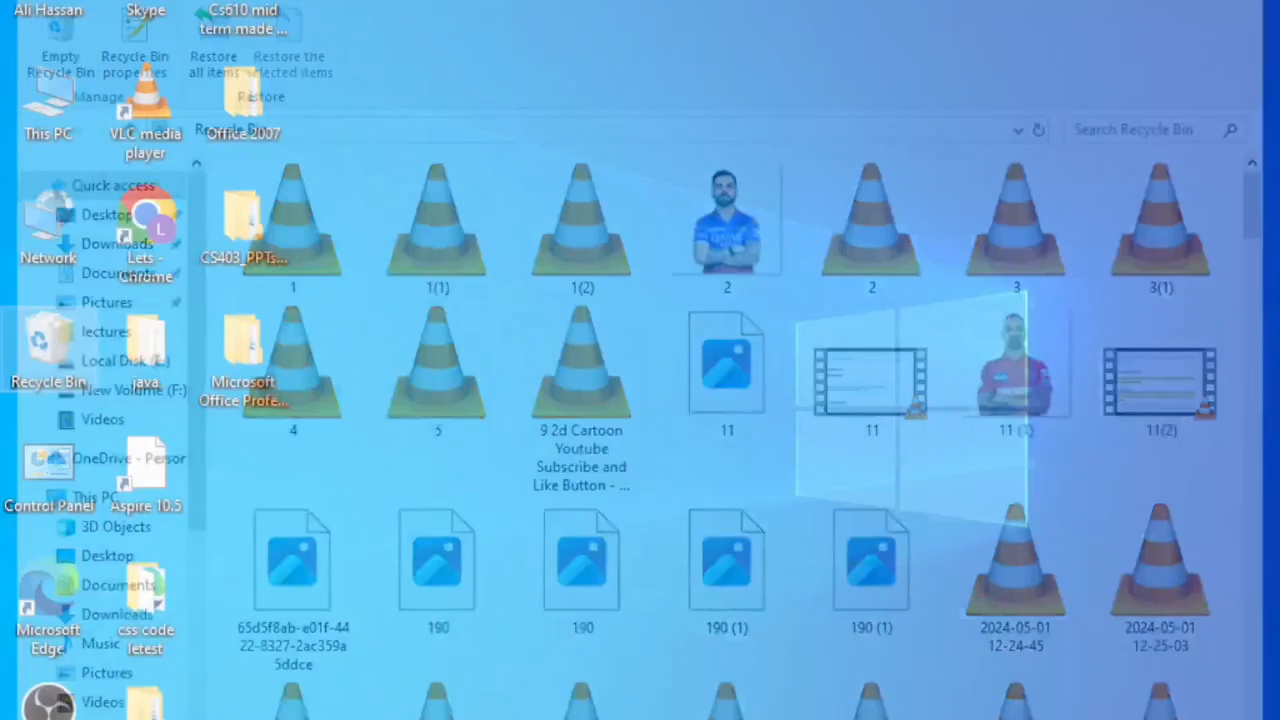 Ali Hassan
Skype
Cs610 mid
term made ...
Empty
Recycle Bin
Recycle Bin
properties
Restore
all items
Restore the
selected items
Manage
Restore
This PC
VLC media
player
Office 2007
Recycle Bin
Search Recycle Bin
Quick access
Desktop
Downloads
Documents
Pictures
lectures
Local Disk (E:)
New Volume (F:)
Videos
OneDrive - Person
This PC
3D Objects
Desktop
Documents
Downloads
Music
Pictures
Videos
Network
Lets -
Chrome
L
CS403_PPTs...
Recycle Bin
java
Microsoft
Office Profe...
Control Panel
Aspire 10.5
Microsoft
Edge
css code
letest
1
1(1)
1(2)
2
2
3
3(1)
4
5
9 2d Cartoon
Youtube
Subscribe and
Like Button - ...
11
11
11 (1)
11(2)
65d5f8ab-e01f-44
22-8327-2ac359a
5ddce
190
190
190 (1)
190 (1)
2024-05-01
12-24-45
2024-05-01
12-25-03